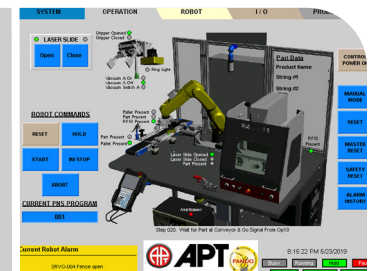 SYSTEM OPERATION ROBOT I / O
LASER SLIDE
Open Close
Gripper Opened
Gripper Closed
Ring Light
Vacuum A On
Vacuum A Off
Vacuum Switch A
Part Data
Product Name
String #1
String #2
CONTROL
POWER ON
MANUAL
MODE
RESET
MASTER
RESET
SAFETY
RESET
ALARM
HISTORY
ROBOT COMMANDS
RESET HOLD
START IM STOP
ABORT
Pallet Present
Part Present
RFID Present
Part Present
Pallet Present
Laser Slide Opened
Laser Slide Closed
Part Present
RFID
Present
CURRENT PNS PROGRAM
001
Step 020: Wait for Part at Conveyor & Go Signal From Op10
Current Robot Alarm
SRVO-004 Fence open
APT
FANUC
8:15:22 PM 5/23/2019
Busy Running Hold